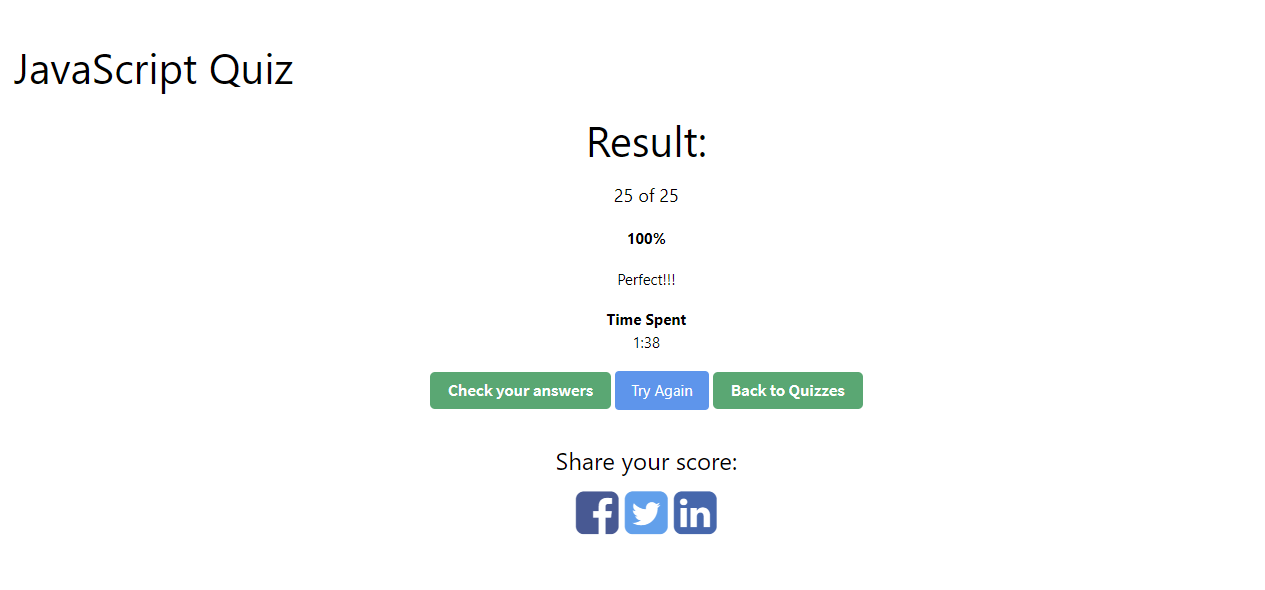 JavaScript Quiz
Result:
25 of 25
100%
Perfect!!!
Time Spent
1:38
Check your answers Try Again Back to Quizzes
Share your score:
f in